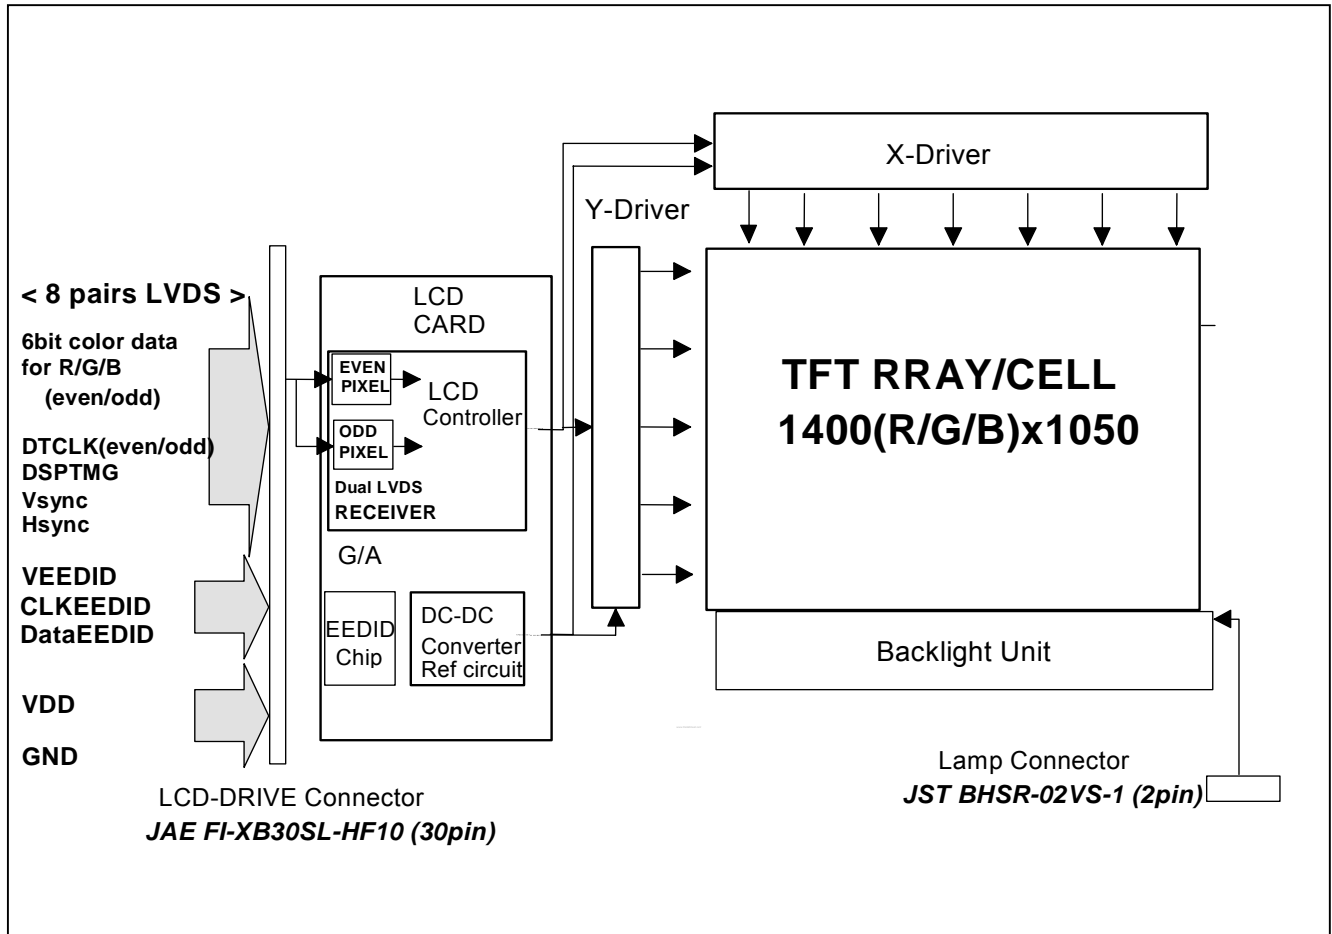 X-Driver
Y-Driver
< 8 pairs LVDS >
6bit color data
for R/G/B
(even/odd)
DTCLK(even/odd)
DSPTMG
Vsync
Hsync
VEEDID
CLKEEDID
DataEEDID
VDD
GND
LCD
CARD
EVEN
PIXEL
LCD
Controller
ODD
PIXEL
Dual LVDS
RECEIVER
G/A
EEDID
Chip
DC-DC
Converter
Ref circuit
TFT RRAY/CELL
1400(R/G/B)x1050
Backlight Unit
LCD-DRIVE Connector
JAE FI-XB30SL-HF10 (30pin)
Lamp Connector
JST BHSR-02VS-1 (2pin)